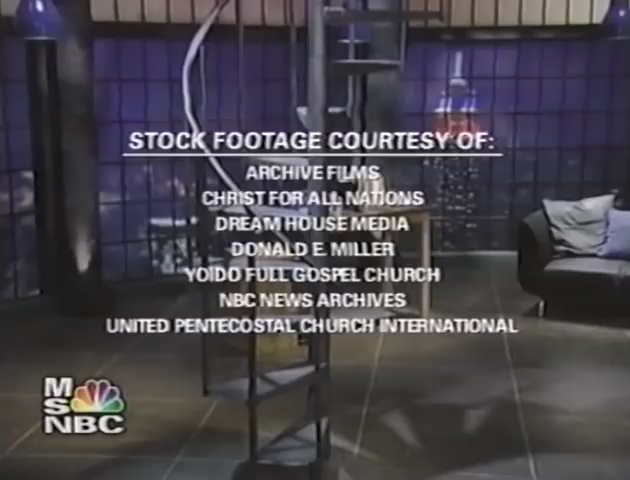 STOCK FOOTAGE COURTESY OF:
ARCHIVE FILMS
CHRIST FOR ALL NATIONS
DREAM HOUSE MEDIA
DONALD E. MILLER
YOIDO FULL GOSPEL CHURCH
NBC NEWS ARCHIVES
UNITED PENTECOSTAL CHURCH INTERNATIONAL
M
S
NBC